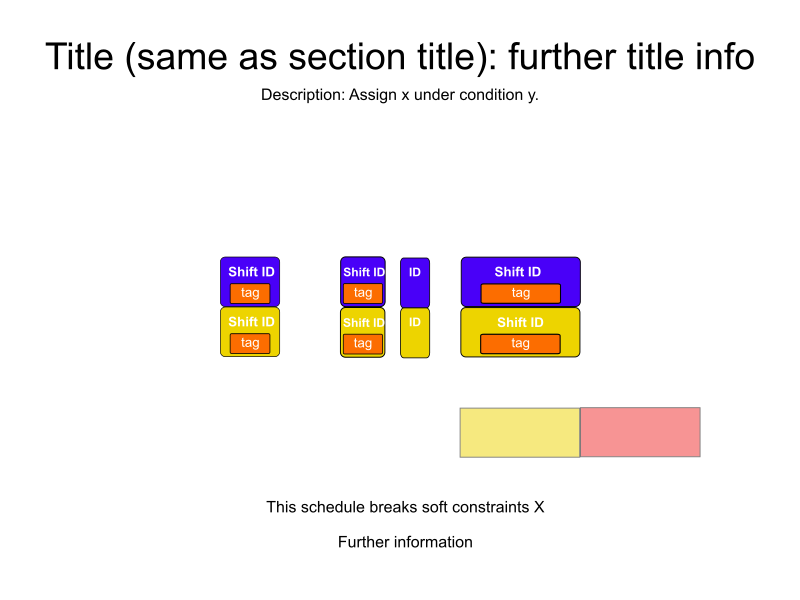 Title (same as section title): further title info
Description: Assign x under condition y.
Shift ID Shift ID ID Shift ID
tag tag tag
Shift ID Shift ID ID Shift ID
tag tag tag
This schedule breaks soft constraints X
Further information